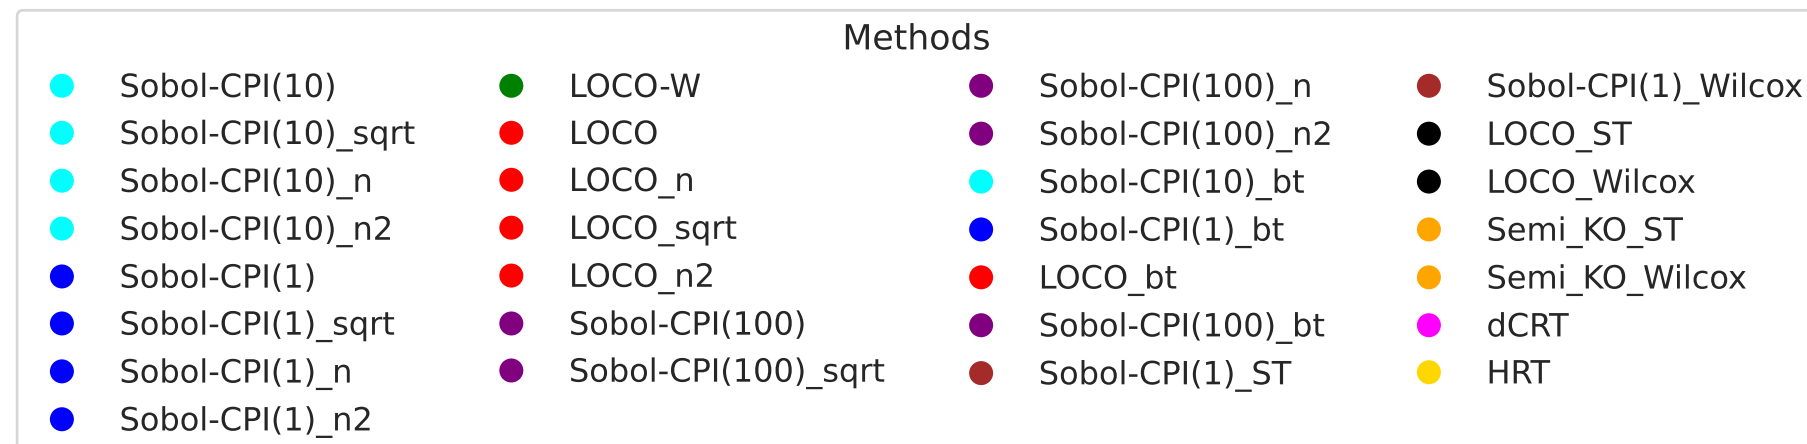 Methods
Sobol-CPI(10)
Sobol-CPI(10)_sqrt
Sobol-CPI(10)_n
Sobol-CPI(10)_n2
Sobol-CPI(1)
Sobol-CPI(1)_sqrt
Sobol-CPI(1)_n
Sobol-CPI(1)_n2
LOCO-W
LOCO
LOCO_n
LOCO_sqrt
LOCO_n2
Sobol-CPI(100)
Sobol-CPI(100)_sqrt
Sobol-CPI(100)_n
Sobol-CPI(100)_n2
Sobol-CPI(10)_bt
Sobol-CPI(1)_bt
LOCO_bt
Sobol-CPI(100)_bt
Sobol-CPI(1)_ST
Sobol-CPI(1)_Wilcox
LOCO_ST
LOCO_Wilcox
Semi_KO_ST
Semi_KO_Wilcox
dCRT
HRT